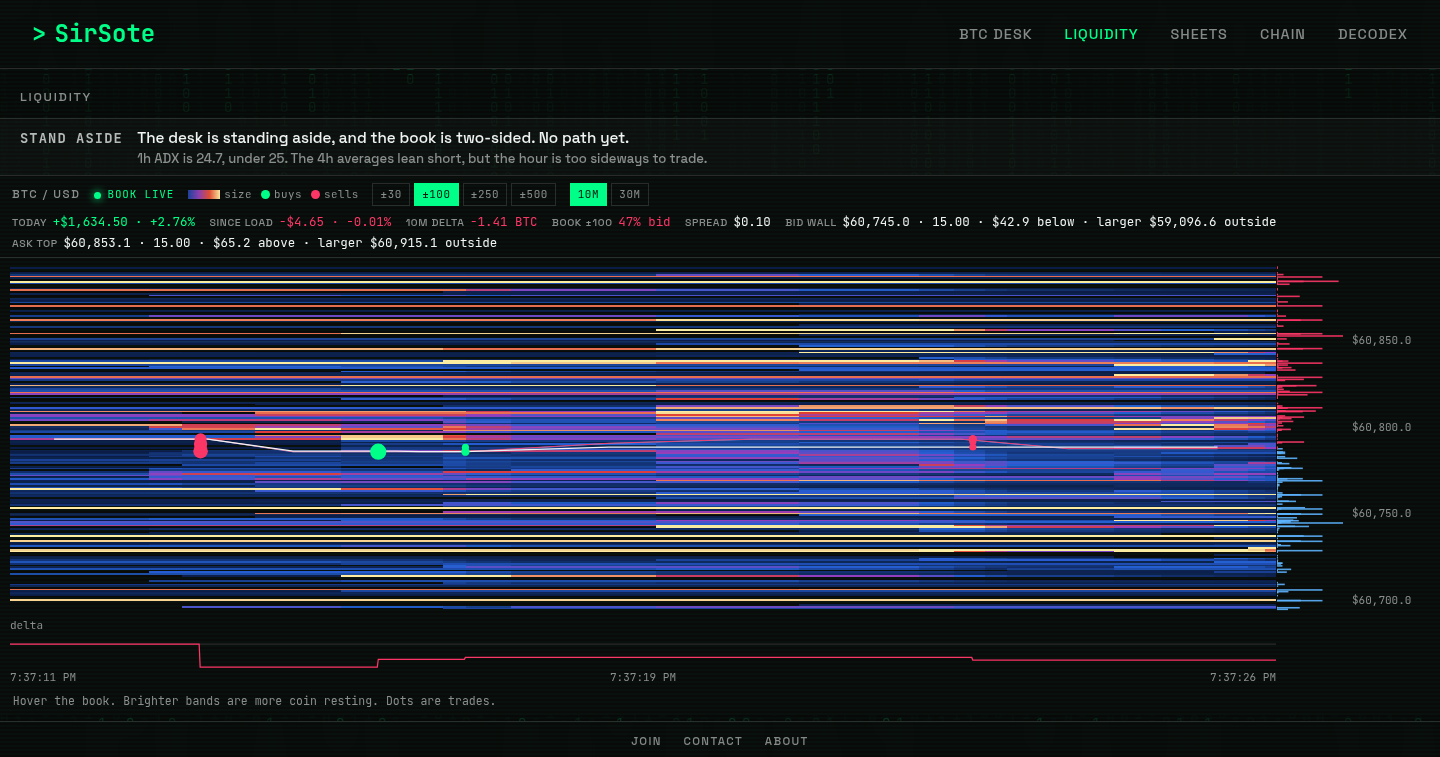 > SirSote
BTC DESK LIQUIDITY SHEETS CHAIN DECODEX
LIQUIDITY
STAND ASIDE The desk is standing aside, and the book is two-sided. No path yet.
1h ADX is 24.7, under 25. The 4h averages lean short, but the hour is too sideways to trade.
BTC / USD BOOK LIVE size buys sells ±30 ±100 ±250 ±500 10M 30M
TODAY +$1,634.50 · +2.76% SINCE LOAD -$4.65 · -0.01% 10M DELTA -1.41 BTC BOOK ±100 47% bid SPREAD $0.10 BID WALL $60,745.0 · 15.00 · $42.9 below · larger $59,096.6 outside
ASK TOP $60,853.1 · 15.00 · $65.2 above · larger $60,915.1 outside
$60,850.0
$60,800.0
$60,750.0
$60,700.0
delta
7:37:11 PM 7:37:19 PM 7:37:26 PM
Hover the book. Brighter bands are more coin resting. Dots are trades.
JOIN CONTACT ABOUT